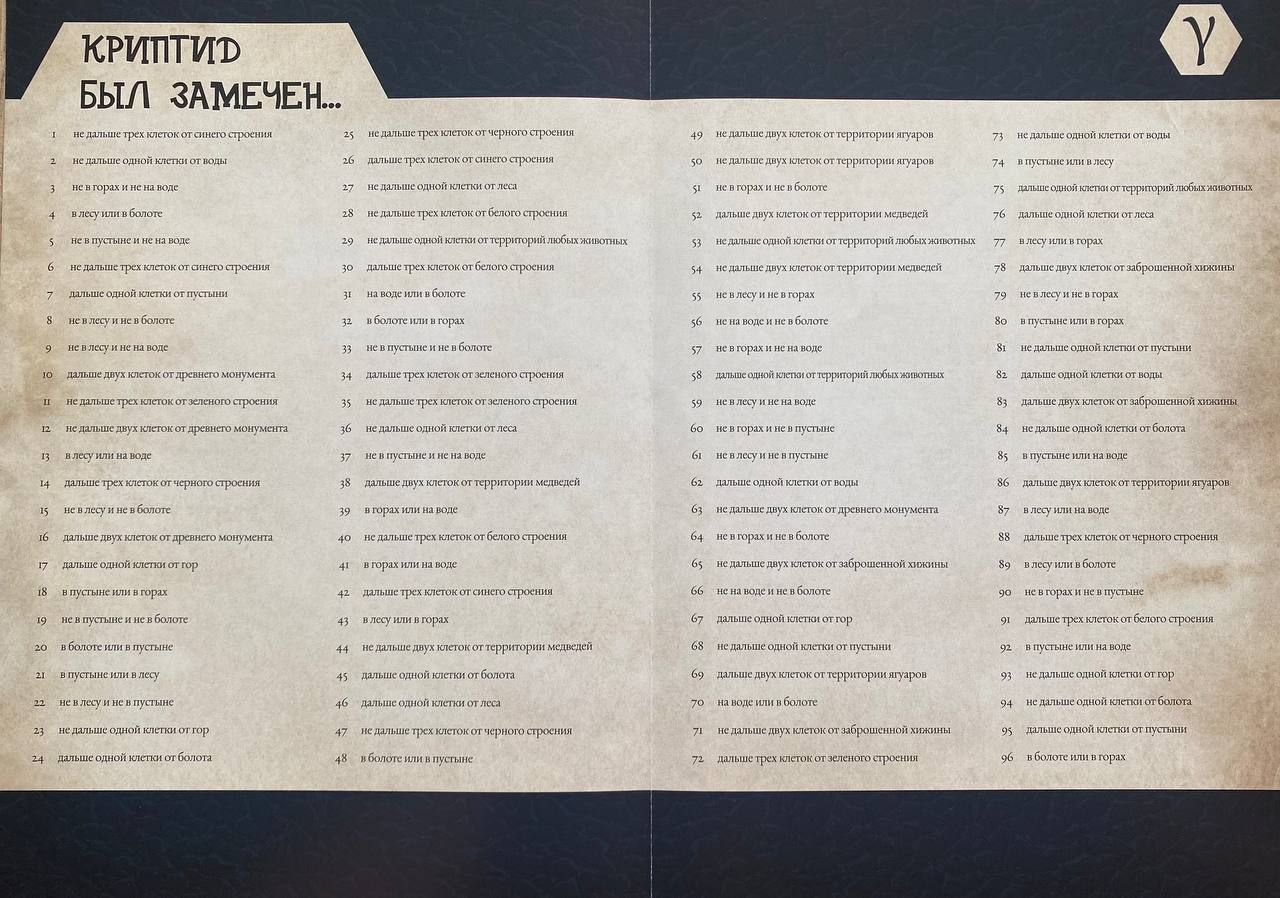 КРИПТИД
БЫЛ ЗАМЕЧЕН...
γ
1 не дальше трех клеток от синего строения
2 не дальше одной клетки от воды
3 не в горах и не на воде
4 в лесу или в болоте
5 не в пустыне и не на воде
6 не дальше трех клеток от синего строения
7 дальше одной клетки от пустыни
8 не в лесу и не в болоте
9 не в лесу и не на воде
10 дальше двух клеток от древнего монумента
11 не дальше трех клеток от зеленого строения
12 не дальше двух клеток от древнего монумента
13 в лесу или на воде
14 дальше трех клеток от черного строения
15 не в лесу и не в болоте
16 дальше двух клеток от древнего монумента
17 дальше одной клетки от гор
18 в пустыне или в горах
19 не в пустыне и не в болоте
20 в болоте или в пустыне
21 в пустыне или в лесу
22 не в лесу и не в пустыне
23 не дальше одной клетки от гор
24 дальше одной клетки от болота
25 не дальше трех клеток от черного строения
26 дальше трех клеток от синего строения
27 не дальше одной клетки от леса
28 не дальше трех клеток от белого строения
29 не дальше одной клетки от территорий любых животных
30 дальше трех клеток от белого строения
31 на воде или в болоте
32 в болоте или в горах
33 не в пустыне и не в болоте
34 дальше трех клеток от зеленого строения
35 не дальше трех клеток от зеленого строения
36 не дальше одной клетки от леса
37 не в пустыне и не на воде
38 дальше двух клеток от территории медведей
39 в горах или на воде
40 не дальше трех клеток от белого строения
41 в горах или на воде
42 дальше трех клеток от синего строения
43 в лесу или в горах
44 не дальше двух клеток от территории медведей
45 дальше одной клетки от болота
46 дальше одной клетки от леса
47 не дальше трех клеток от черного строения
48 в болоте или в пустыне
49 не дальше двух клеток от территории ягуаров
50 не дальше двух клеток от территории ягуаров
51 не в горах и не в болоте
52 дальше двух клеток от территории медведей
53 не дальше одной клетки от территорий любых животных
54 не дальше двух клеток от территории медведей
55 не в лесу и не в горах
56 не на воде и не в болоте
57 не в горах и не на воде
58 дальше одной клетки от территорий любых животных
59 не в лесу и не на воде
60 не в горах и не в пустыне
61 не в лесу и не в пустыне
62 дальше одной клетки от воды
63 не дальше двух клеток от древнего монумента
64 не в горах и не в болоте
65 не дальше двух клеток от заброшенной хижины
66 не на воде и не в болоте
67 дальше одной клетки от гор
68 не дальше одной клетки от пустыни
69 дальше двух клеток от территории ягуаров
70 на воде или в болоте
71 не дальше двух клеток от заброшенной хижины
72 дальше трех клеток от зеленого строения
73 не дальше одной клетки от воды
74 в пустыне или в лесу
75 дальше одной клетки от территорий любых животных
76 дальше одной клетки от леса
77 в лесу или в горах
78 дальше двух клеток от заброшенной хижины
79 не в лесу и не в горах
80 в пустыне или в горах
81 не дальше одной клетки от пустыни
82 дальше одной клетки от воды
83 дальше двух клеток от заброшенной хижины
84 не дальше одной клетки от болота
85 в пустыне или на воде
86 дальше двух клеток от территории ягуаров
87 в лесу или на воде
88 дальше трех клеток от черного строения
89 в лесу или в болоте
90 не в горах и не в пустыне
91 дальше трех клеток от белого строения
92 в пустыне или на воде
93 не дальше одной клетки от гор
94 не дальше одной клетки от болота
95 дальше одной клетки от пустыни
96 в болоте или в горах